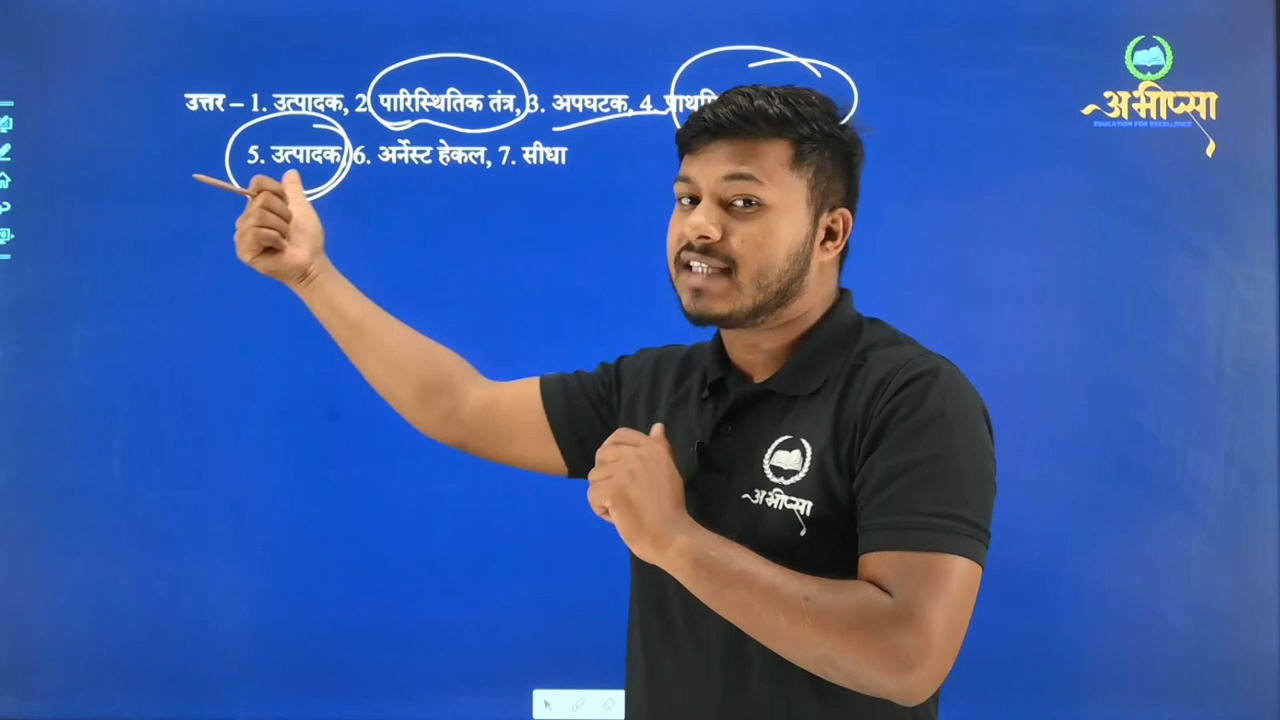 उत्तर – 1. उत्पादक, 2. पारिस्थितिक तंत्र, 3. अपघटक, 4.
5. उत्पादक, 6. अर्नेस्ट हेकल, 7. सीधा
अभीप्सा
EDUCATION FOR EXCELLENCE
अभीप्सा